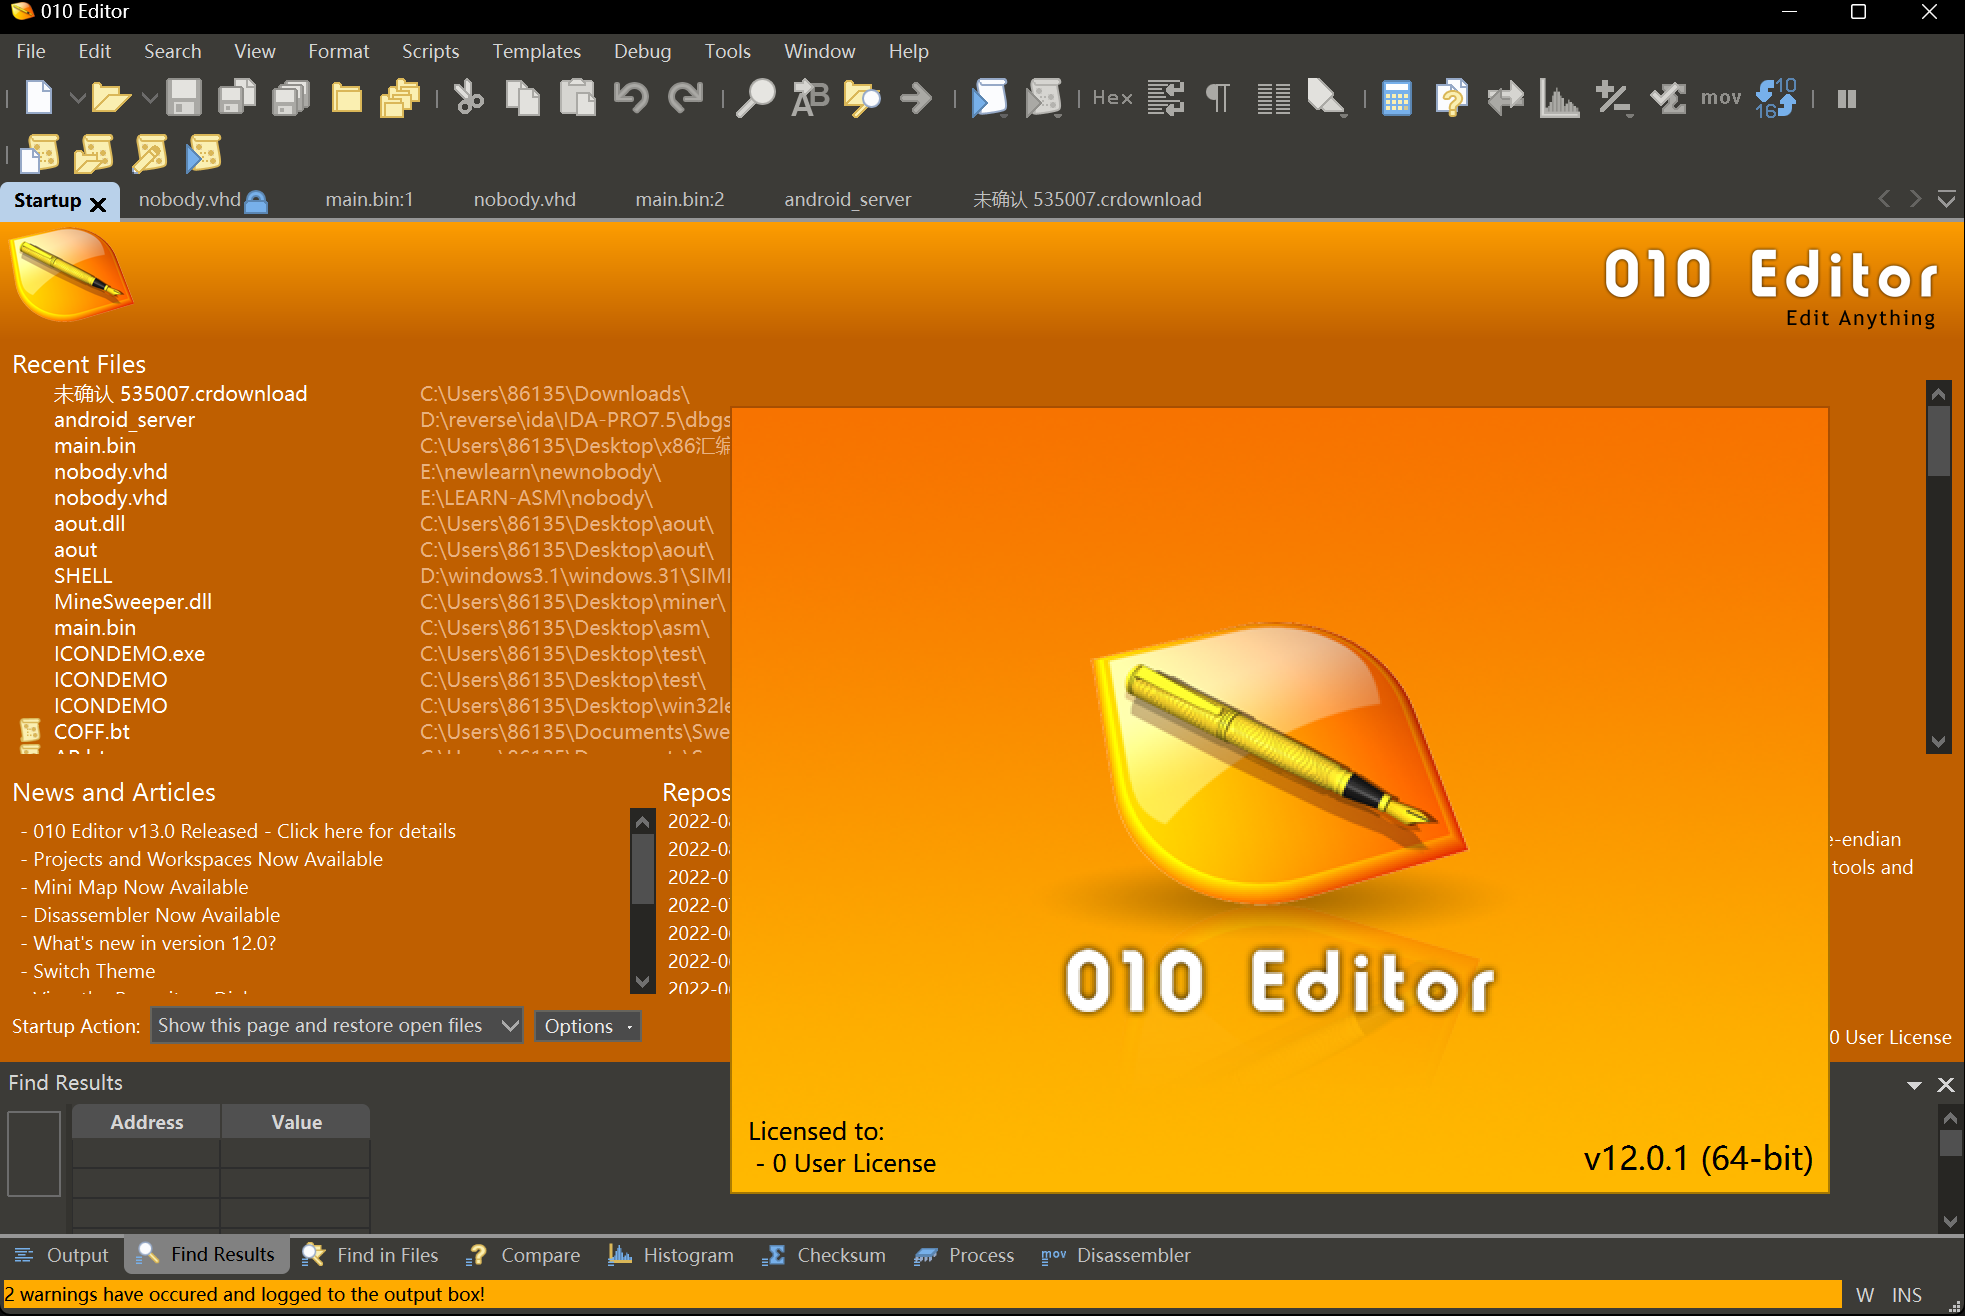 010 Editor
File Edit Search View Format Scripts Templates Debug Tools Window Help
Hex mov 10 16
Startup nobody.vhd main.bin:1 nobody.vhd main.bin:2 android_server 未确认 535007.crdownload
010 Editor
Edit Anything
Recent Files
未确认 535007.crdownload C:\Users\86135\Downloads\
android_server D:\reverse\ida\IDA-PRO7.5\dbgs
main.bin C:\Users\86135\Desktop\x86汇编
nobody.vhd E:\newlearn\newnobody\
nobody.vhd E:\LEARN-ASM\nobody\
aout.dll C:\Users\86135\Desktop\aout\
aout C:\Users\86135\Desktop\aout\
SHELL D:\windows3.1\windows.31\SIM
MineSweeper.dll C:\Users\86135\Desktop\miner\
main.bin C:\Users\86135\Desktop\asm\
ICONDEMO.exe C:\Users\86135\Desktop\test\
ICONDEMO C:\Users\86135\Desktop\test\
ICONDEMO C:\Users\86135\Desktop\win32le
COFF.bt C:\Users\86135\Documents\Swe
News and Articles
- 010 Editor v13.0 Released - Click here for details
- Projects and Workspaces Now Available
- Mini Map Now Available
- Disassembler Now Available
- What's new in version 12.0?
- Switch Theme
Repos
2022-0
2022-0
2022-0
2022-0
2022-0
2022-0
2022-0
e-endian
tools and
Startup Action: Show this page and restore open files Options
0 User License
010 Editor
Licensed to:
- 0 User License
v12.0.1 (64-bit)
Find Results
Address Value
Output Find Results Find in Files Compare Histogram Checksum Process mov Disassembler
2 warnings have occured and logged to the output box! W INS